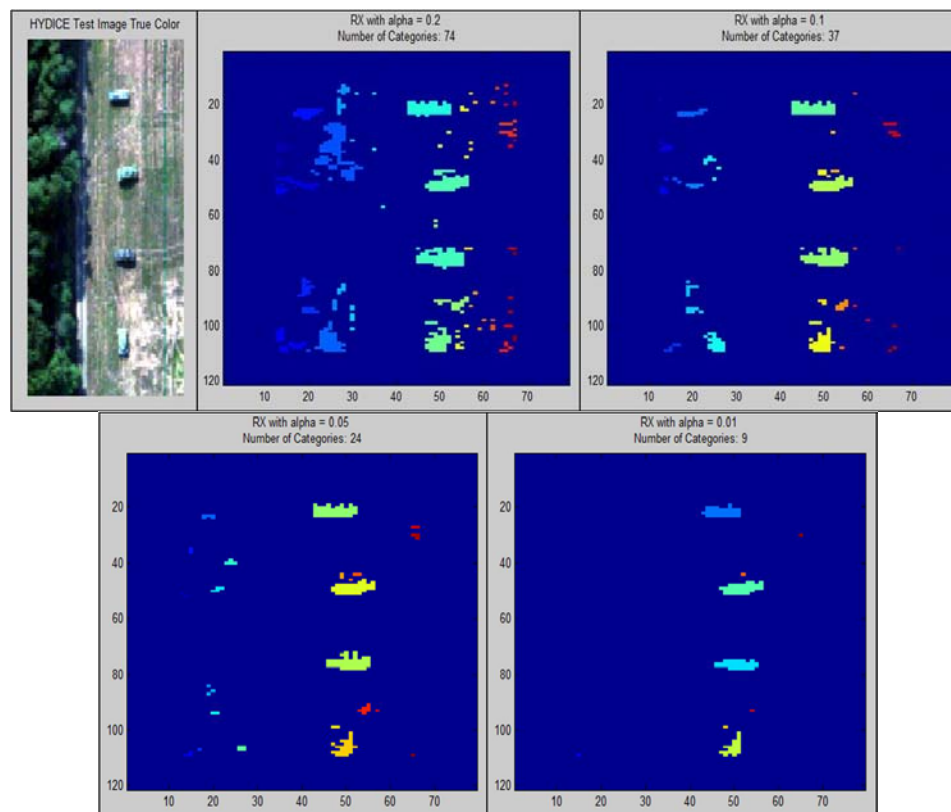 HYDICE Test Image True Color
RX with alpha = 0.2
Number of Categories: 74
20
40
60
80
100
120
10 20 30 40 50 60 70
RX with alpha = 0.1
Number of Categories: 37
20
40
60
80
100
120
10 20 30 40 50 60 70
RX with alpha = 0.05
Number of Categories: 24
20
40
60
80
100
120
10 20 30 40 50 60 70
RX with alpha = 0.01
Number of Categories: 9
20
40
60
80
100
120
10 20 30 40 50 60 70